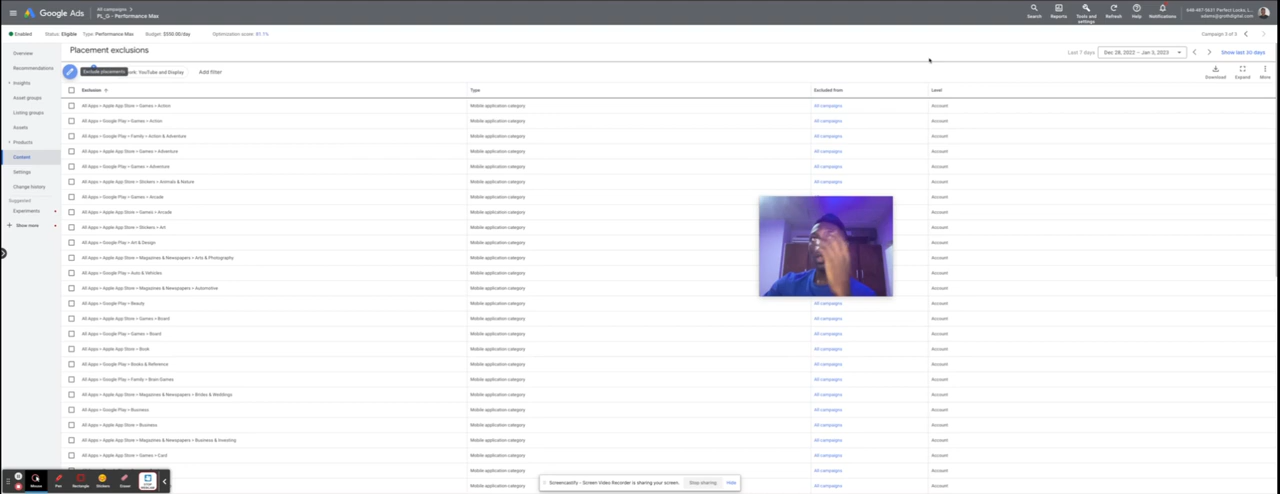 Google Ads
All campaigns >
PL_G - Performance Max
Search
Reports
Tools and settings
Refresh
Help
Notifications
Enabled Status: Eligible Type: Performance Max Budget: $550.00/day Optimization score: 81.1%
Campaign 3 of 5
Overview
Recommendations
Insights
Asset groups
Listing groups
Assets
Products
Content
Settings
Change history
Suggested
Experiments
Show more
Placement exclusions
Last 7 days Dec 28, 2022 – Jan 3, 2023 Show last 30 days
Exclude placements YouTube and Display Add filter
Download Expand More
Exclusion Type Excluded from Level
All Apps > Apple App Store > Games > Action Mobile application category All campaigns Account
All Apps > Google Play > Games > Action Mobile application category All campaigns Account
All Apps > Google Play > Family > Action & Adventure Mobile application category All campaigns Account
All Apps > Apple App Store > Games > Adventure Mobile application category All campaigns Account
All Apps > Google Play > Games > Adventure Mobile application category All campaigns Account
All Apps > Apple App Store > Stickers > Animals & Nature Mobile application category All campaigns Account
All Apps > Google Play > Games > Arcade Mobile application category Account
All Apps > Apple App Store > Games > Arcade Mobile application category Account
All Apps > Apple App Store > Stickers > Art Mobile application category Account
All Apps > Google Play > Art & Design Mobile application category Account
All Apps > Apple App Store > Magazines & Newspapers > Arts & Photography Mobile application category Account
All Apps > Google Play > Auto & Vehicles Mobile application category Account
All Apps > Apple App Store > Magazines & Newspapers > Automotive Mobile application category Account
All Apps > Google Play > Beauty Mobile application category All campaigns Account
All Apps > Apple App Store > Games > Board Mobile application category All campaigns Account
All Apps > Google Play > Games > Board Mobile application category All campaigns Account
All Apps > Apple App Store > Book Mobile application category All campaigns Account
All Apps > Google Play > Books & Reference Mobile application category All campaigns Account
All Apps > Google Play > Family > Brain Games Mobile application category All campaigns Account
All Apps > Apple App Store > Magazines & Newspapers > Brides & Weddings Mobile application category All campaigns Account
All Apps > Google Play > Business Mobile application category All campaigns Account
All Apps > Apple App Store > Business Mobile application category All campaigns Account
All Apps > Apple App Store > Magazines & Newspapers > Business & Investing Mobile application category All campaigns Account
All Apps > Apple App Store > Games > Card Mobile application category All campaigns Account
Mobile application category All campaigns Account
Mobile application category All campaigns Account
Mouse Pen Rectangle Stickers Eraser
Screencastify - Screen Video Recorder is sharing your screen. Stop sharing Hide